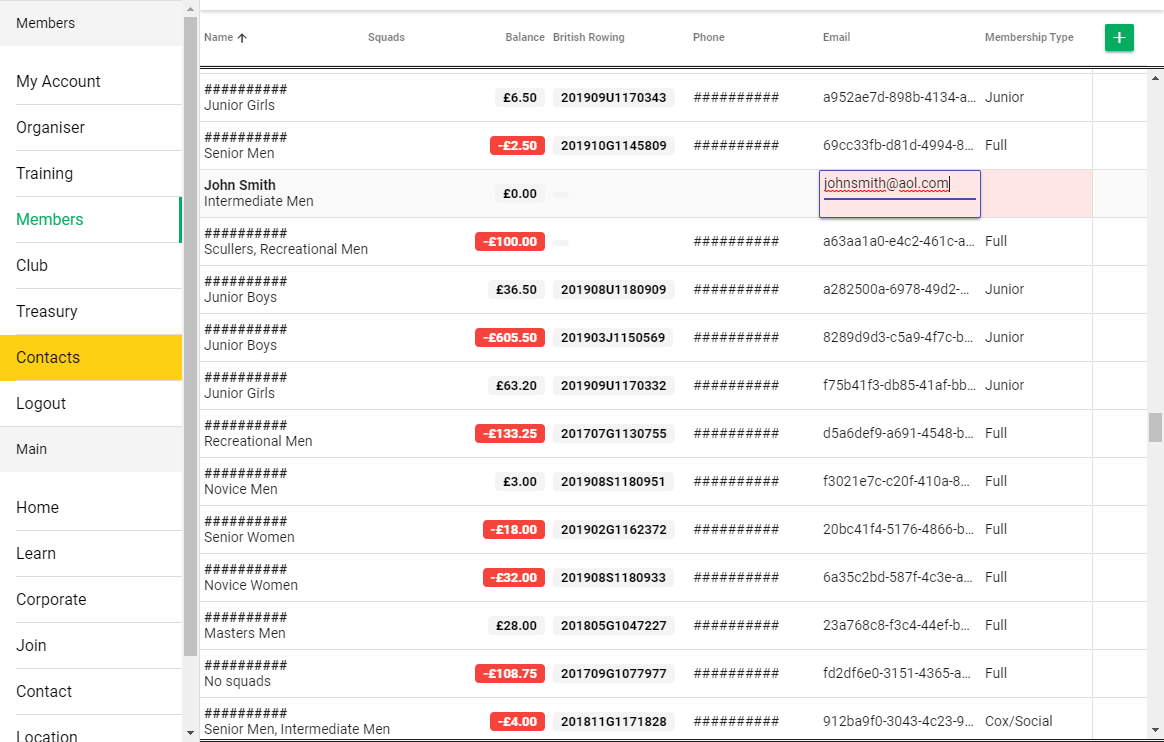 Members
My Account
Organiser
Training
Members
Club
Treasury
Contacts
Logout
Main
Home
Learn
Corporate
Join
Contact
Location
Name Squads Balance British Rowing Phone Email Membership Type
##########
Junior Girls
£6.50 201909U1170343 ########## a952ae7d-898b-4134-a... Junior
##########
Senior Men
-£2.50 201910G1145809 ########## 69cc33fb-d81d-4994-8... Full
John Smith
Intermediate Men
£0.00 johnsmith@aol.com
##########
Scullers, Recreational Men
-£100.00 ########## a63aa1a0-e4c2-461c-a... Full
##########
Junior Boys
£36.50 201908U1180909 ########## a282500a-6978-49d2-... Junior
##########
Junior Boys
-£605.50 201903J1150569 ########## 8289d9d3-c5a9-4f7c-b... Junior
##########
Junior Girls
£63.20 201909U1170332 ########## f75b41f3-db85-41af-bb... Junior
##########
Recreational Men
-£133.25 201707G1130755 ########## d5a6def9-a691-4548-b... Full
##########
Novice Men
£3.00 201908S1180951 ########## f3021e7c-c20f-410a-8... Full
##########
Senior Women
-£18.00 201902G1162372 ########## 20bc41f4-5176-4866-b... Full
##########
Novice Women
-£32.00 201908S1180933 ########## 6a35c2bd-587f-4c3e-a... Full
##########
Masters Men
£28.00 201805G1047227 ########## 23a768c8-f3c4-44ef-b... Full
##########
No squads
-£108.75 201709G1077977 ########## fd2df6e0-3151-4365-a... Full
##########
Senior Men, Intermediate Men
-£4.00 201811G1171828 ########## 912ba9f0-3043-4c23-9... Cox/Social